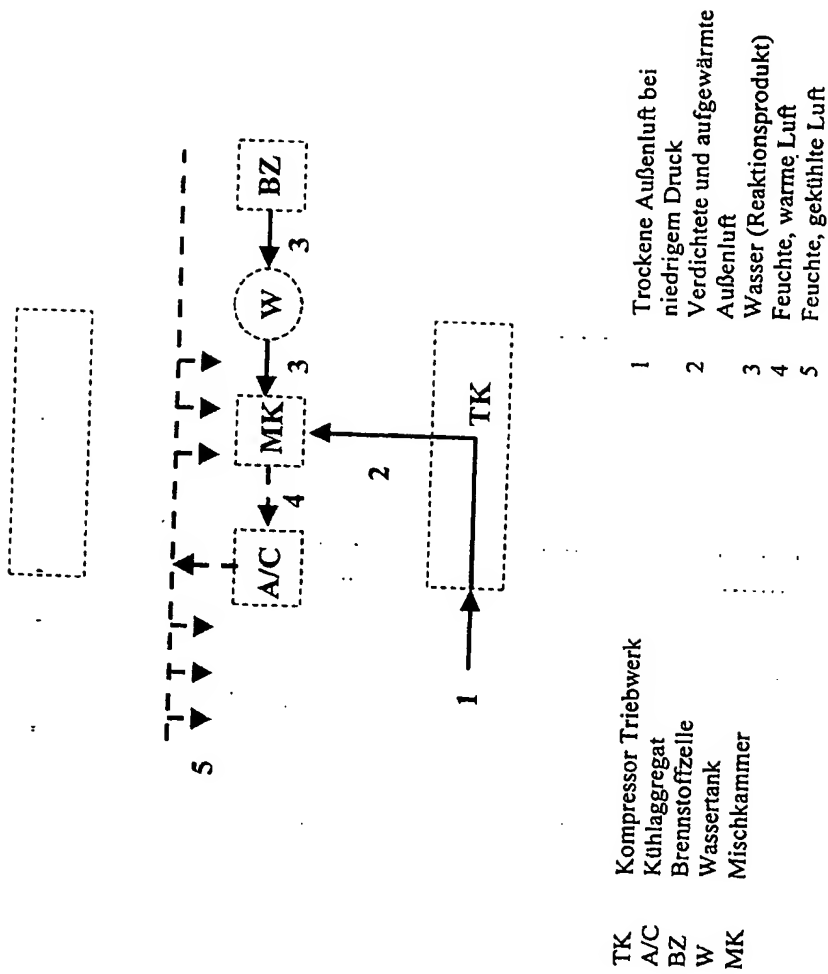 5
A/C
4
MK
3
W
3
BZ
2
1
TK
TK Kompressor Triebwerk
A/C Kühlaggregat
BZ Brennstoffzelle
W Wassertank
MK Mischkammer
1 Trockene Außenluft bei
niedrigem Druck
2 Verdichtete und aufgewärmte
Außenluft
3 Wasser (Reaktionsprodukt)
4 Feuchte, warme Luft
5 Feuchte, gekühlte Luft